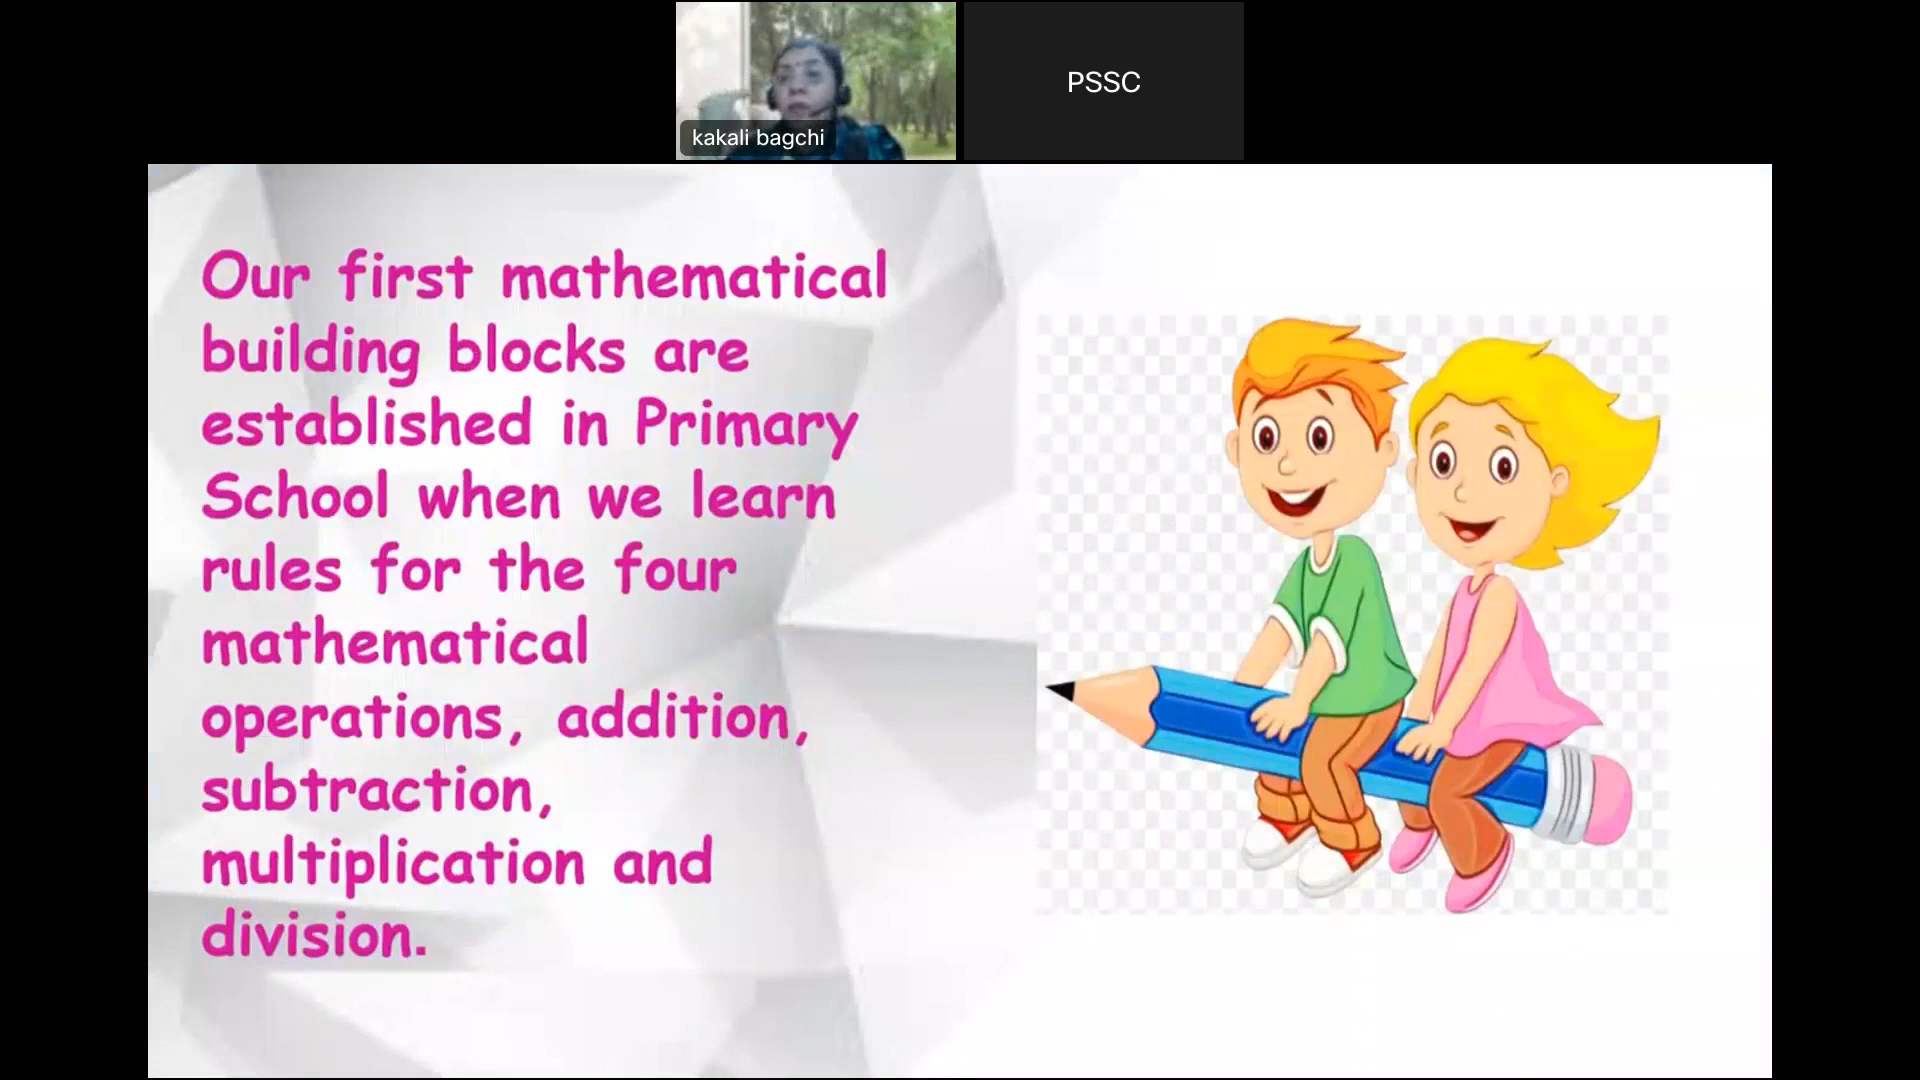 kakali bagchi
PSSC
Our first mathematical
building blocks are
established in Primary
School when we learn
rules for the four
mathematical
operations, addition,
subtraction,
multiplication and
division.